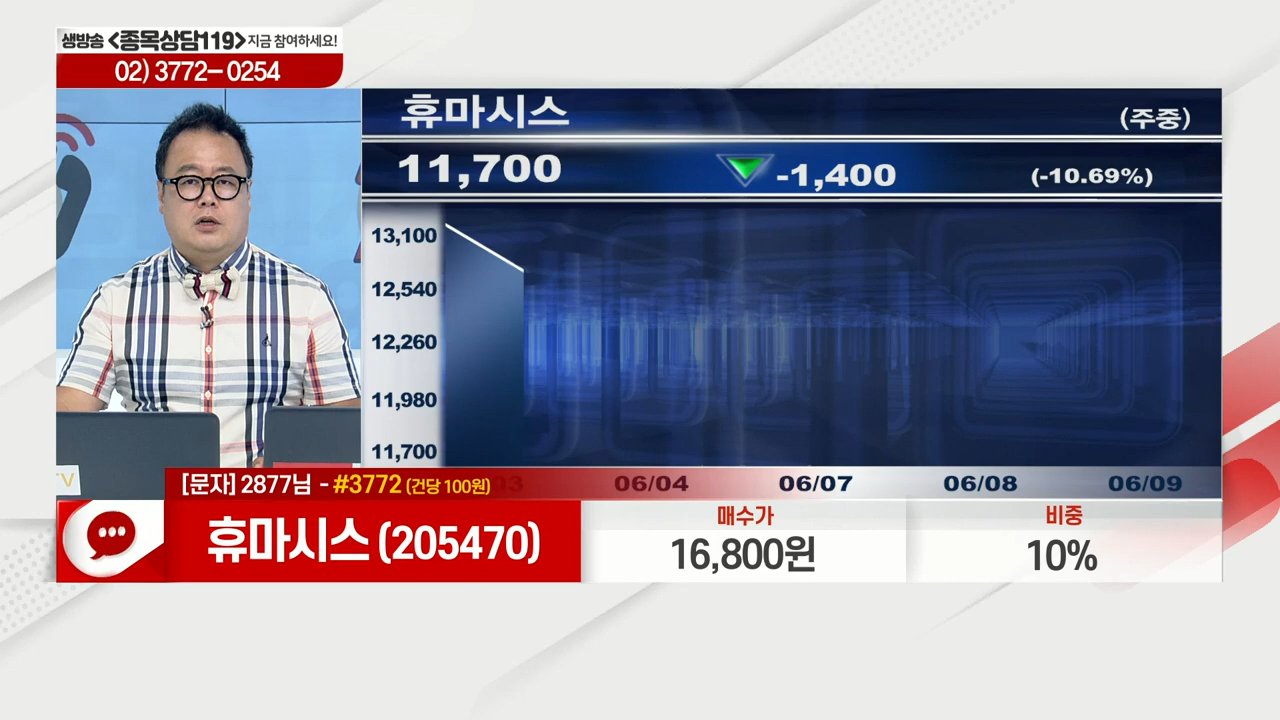 생방송 <종목상담119> 지금 참여하세요!
02) 3772-0254
휴마시스 (주중)
11,700 -1,400 (-10.69%)
13,100
12,540
12,260
11,980
11,700
06/04 06/07 06/08 06/09
TV
[문자] 2877님 - #3772 (건당 100원)
휴마시스 (205470)
매수가
16,800원
비중
10%